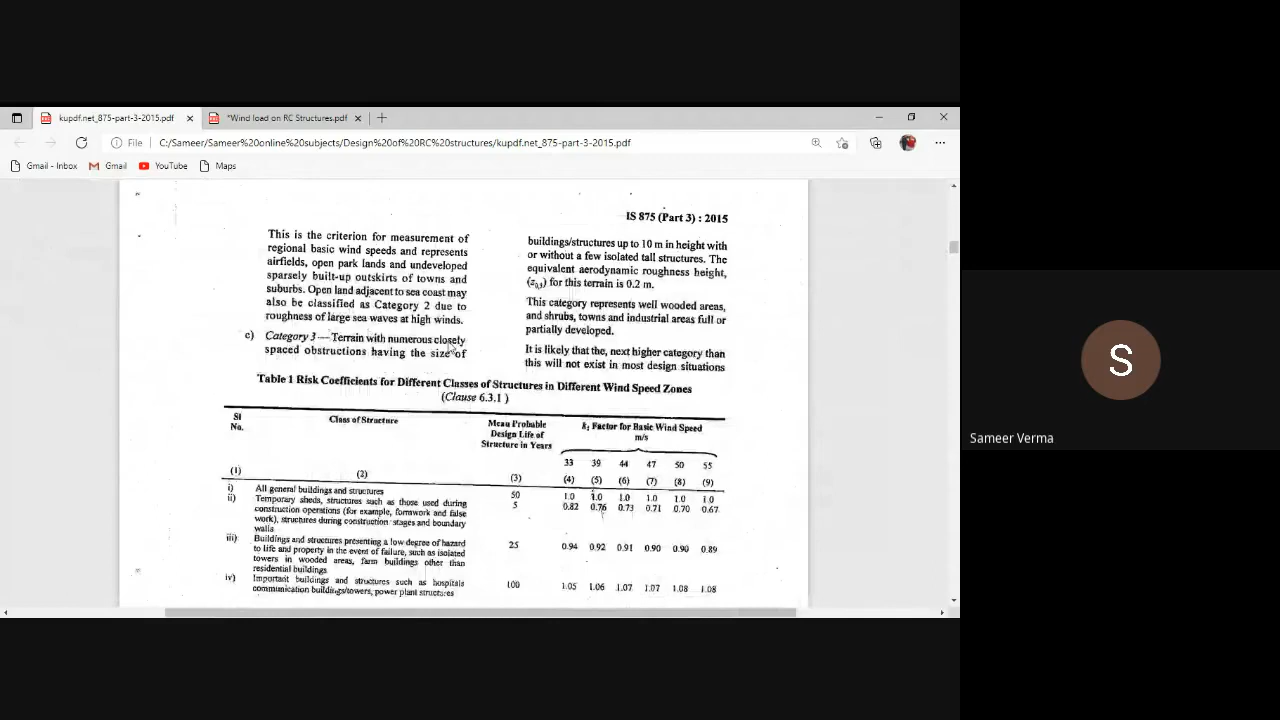 kupdf.net_875-part-3-2015.pdf
*Wind load on RC Structures.pdf
File
C:/Sameer/Sameer%20online%20subjects/Design%20of%20RC%20structures/kupdf.net_875-part-3-2015.pdf
Gmail - Inbox
Gmail
YouTube
Maps
IS 875 (Part 3) : 2015
This is the criterion for measurement of
regional basic wind speeds and represents
airfields, open park lands and undeveloped
sparsely built-up outskirts of towns and
suburbs. Open land adjacent to sea coast may
also be classified as Category 2 due to
roughness of large sea waves at high winds.
c) Category 3 — Terrain with numerous closely
spaced obstructions having the size of
buildings/structures up to 10 m in height with
or without a few isolated tall structures. The
equivalent aerodynamic roughness height,
for this terrain is 0.2 m.
This category represents well wooded areas,
and shrubs, towns and industrial areas full or
partially developed.
It is likely that the, next higher category than
this will not exist in most design situations
Table 1 Risk Coefficients for Different Classes of Structures in Different Wind Speed Zones
(Clause 6.3.1 )
Sl No.
Class of Structure
Mean Probable
Design Life of
Structure in Years
k1 Factor for Basic Wind Speed
m/s
33 39 44 47 50 55
(1) (2) (3) (4) (5) (6) (7) (8) (9)
i) All general buildings and structures 50 1.0 1.0 1.0 1.0 1.0 1.0
ii) Temporary sheds, structures such as those used during 5 0.82 0.76 0.73 0.71 0.70 0.67
construction operations (for example, formwork and false
work), structures during construction stages and boundary
walls
iii) Buildings and structures presenting a low degree of hazard 25 0.94 0.92 0.91 0.90 0.90 0.89
to life and property in the event of failure, such as isolated
towers in wooded areas, farm buildings other than
residential buildings
iv) Important buildings and structures such as hospitals 100 1.05 1.06 1.07 1.07 1.08 1.08
communication buildings/towers, power plant structures
S
Sameer Verma